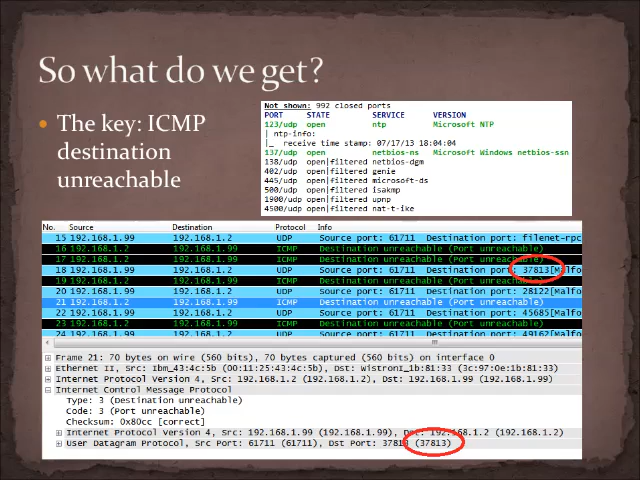 So what do we get?
The key: ICMP
destination
unreachable
Not shown: 992 closed ports
PORT STATE SERVICE VERSION
123/udp open ntp Microsoft NTP
| ntp-info:
|_ receive time stamp: 07/17/13 18:04:04
137/udp open netbios-ns Microsoft Windows netbios-ssn
138/udp open|filtered netbios-dgm
402/udp open|filtered genie
445/udp open|filtered microsoft-ds
500/udp open|filtered isakmp
1900/udp open|filtered upnp
4500/udp open|filtered nat-t-ike
No. Source Destination Protocol Info
15 192.168.1.99 192.168.1.2 UDP Source port: 61711 Destination port: filenet-rpc
16 192.168.1.2 192.168.1.99 ICMP Destination unreachable (Port unreachable)
17 192.168.1.2 192.168.1.99 ICMP Destination unreachable (Port unreachable)
18 192.168.1.99 192.168.1.2 UDP Source port: 61711 Destination port: 37813[Malfo
19 192.168.1.2 192.168.1.99 ICMP Destination unreachable (Port unreachable)
20 192.168.1.99 192.168.1.2 UDP Source port: 61711 Destination port: 28122[Malfo
21 192.168.1.2 192.168.1.99 ICMP Destination unreachable (Port unreachable)
22 192.168.1.99 192.168.1.2 UDP Source port: 61711 Destination port: 45685[Malfo
23 192.168.1.2 192.168.1.99 ICMP Destination unreachable (Port unreachable)
24 192.168.1.99 192.168.1.2 UDP Source port: 61711 Destination port: 49162[Malfo
Frame 21: 70 bytes on wire (560 bits), 70 bytes captured (560 bits) on interface 0
Ethernet II, Src: Ibm_43:4c:5b (00:11:25:43:4c:5b), Dst: WistronI_1b:81:33 (3c:97:0e:1b:81:33)
Internet Protocol Version 4, Src: 192.168.1.2 (192.168.1.2), Dst: 192.168.1.99 (192.168.1.99)
Internet Control Message Protocol
Type: 3 (Destination unreachable)
Code: 3 (Port unreachable)
Checksum: 0x80cc [correct]
Internet Protocol Version 4, Src: 192.168.1.99 (192.168.1.99), Dst: 192.168.1.2 (192.168.1.2)
User Datagram Protocol, Src Port: 61711 (61711), Dst Port: 37813 (37813)